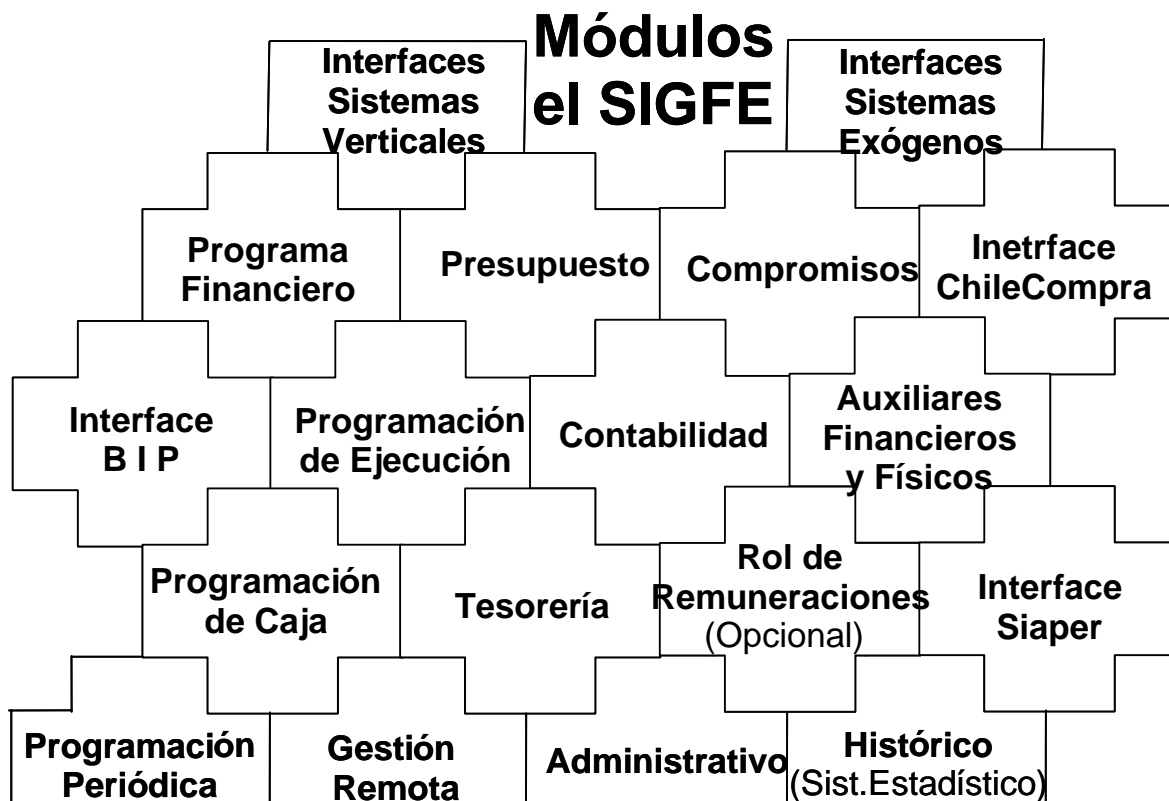 Módulos
el SIGFE
Interfaces
Sistemas
Verticales
Interfaces
Sistemas
Exógenos
Programa
Financiero
Presupuesto
Compromisos
Inetrface
ChileCompra
Interface
B I P
Programación
de Ejecución
Contabilidad
Auxiliares
Financieros
y Físicos
Programación
de Caja
Tesorería
Rol de
Remuneraciones
(Opcional)
Interface
Siaper
Programación
Periódica
Gestión
Remota
Administrativo
Histórico
(Sist.Estadístico)